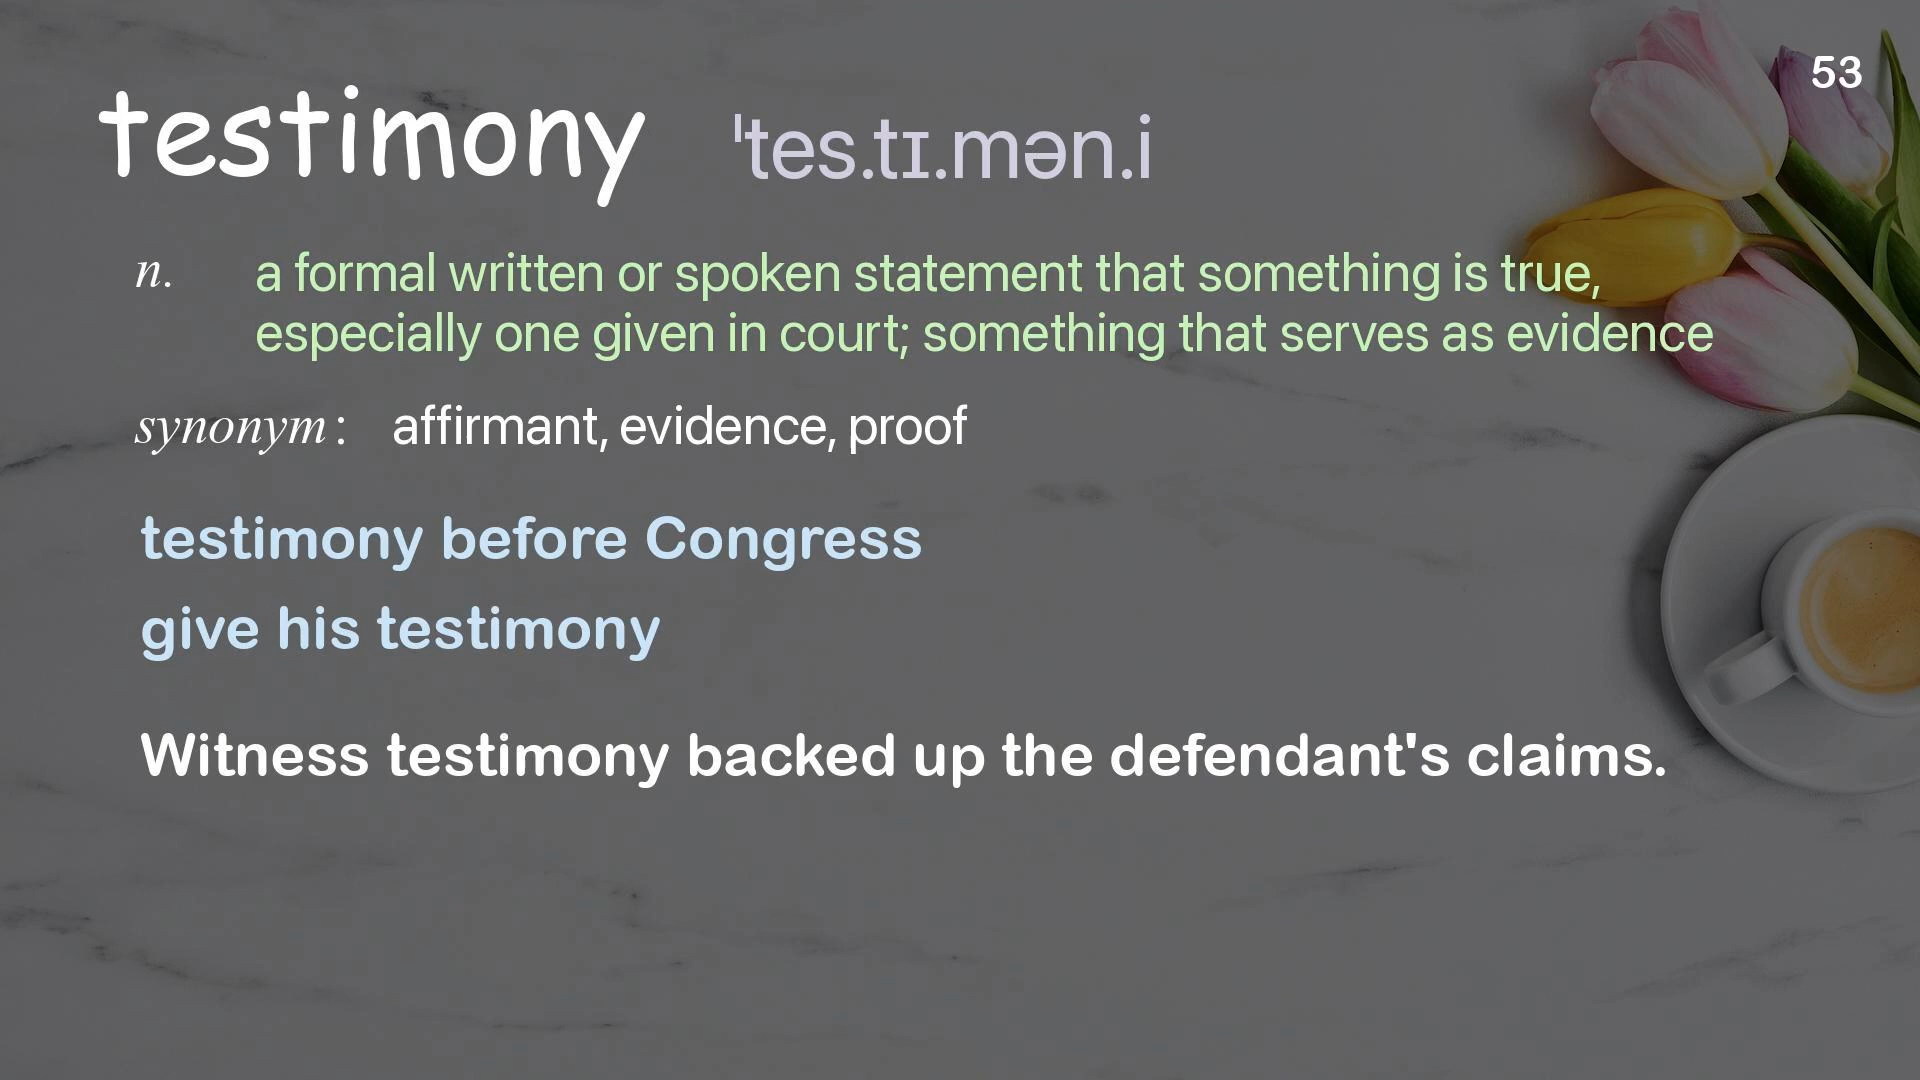 53
testimony ˈtes.tɪ.mən.i
n. a formal written or spoken statement that something is true,
especially one given in court; something that serves as evidence
synonym : affirmant, evidence, proof
testimony before Congress
give his testimony
Witness testimony backed up the defendant's claims.